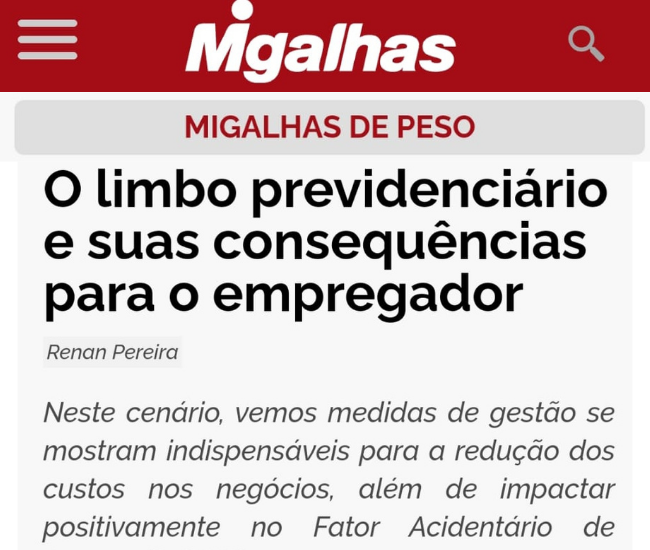 Migalhas
MIGALHAS DE PESO
O limbo previdenciário
e suas consequências
para o empregador
Renan Pereira
Neste cenário, vemos medidas de gestão se
mostram indispensáveis para a redução dos
custos nos negócios, além de impactar
positivamente no Fator Acidentário de